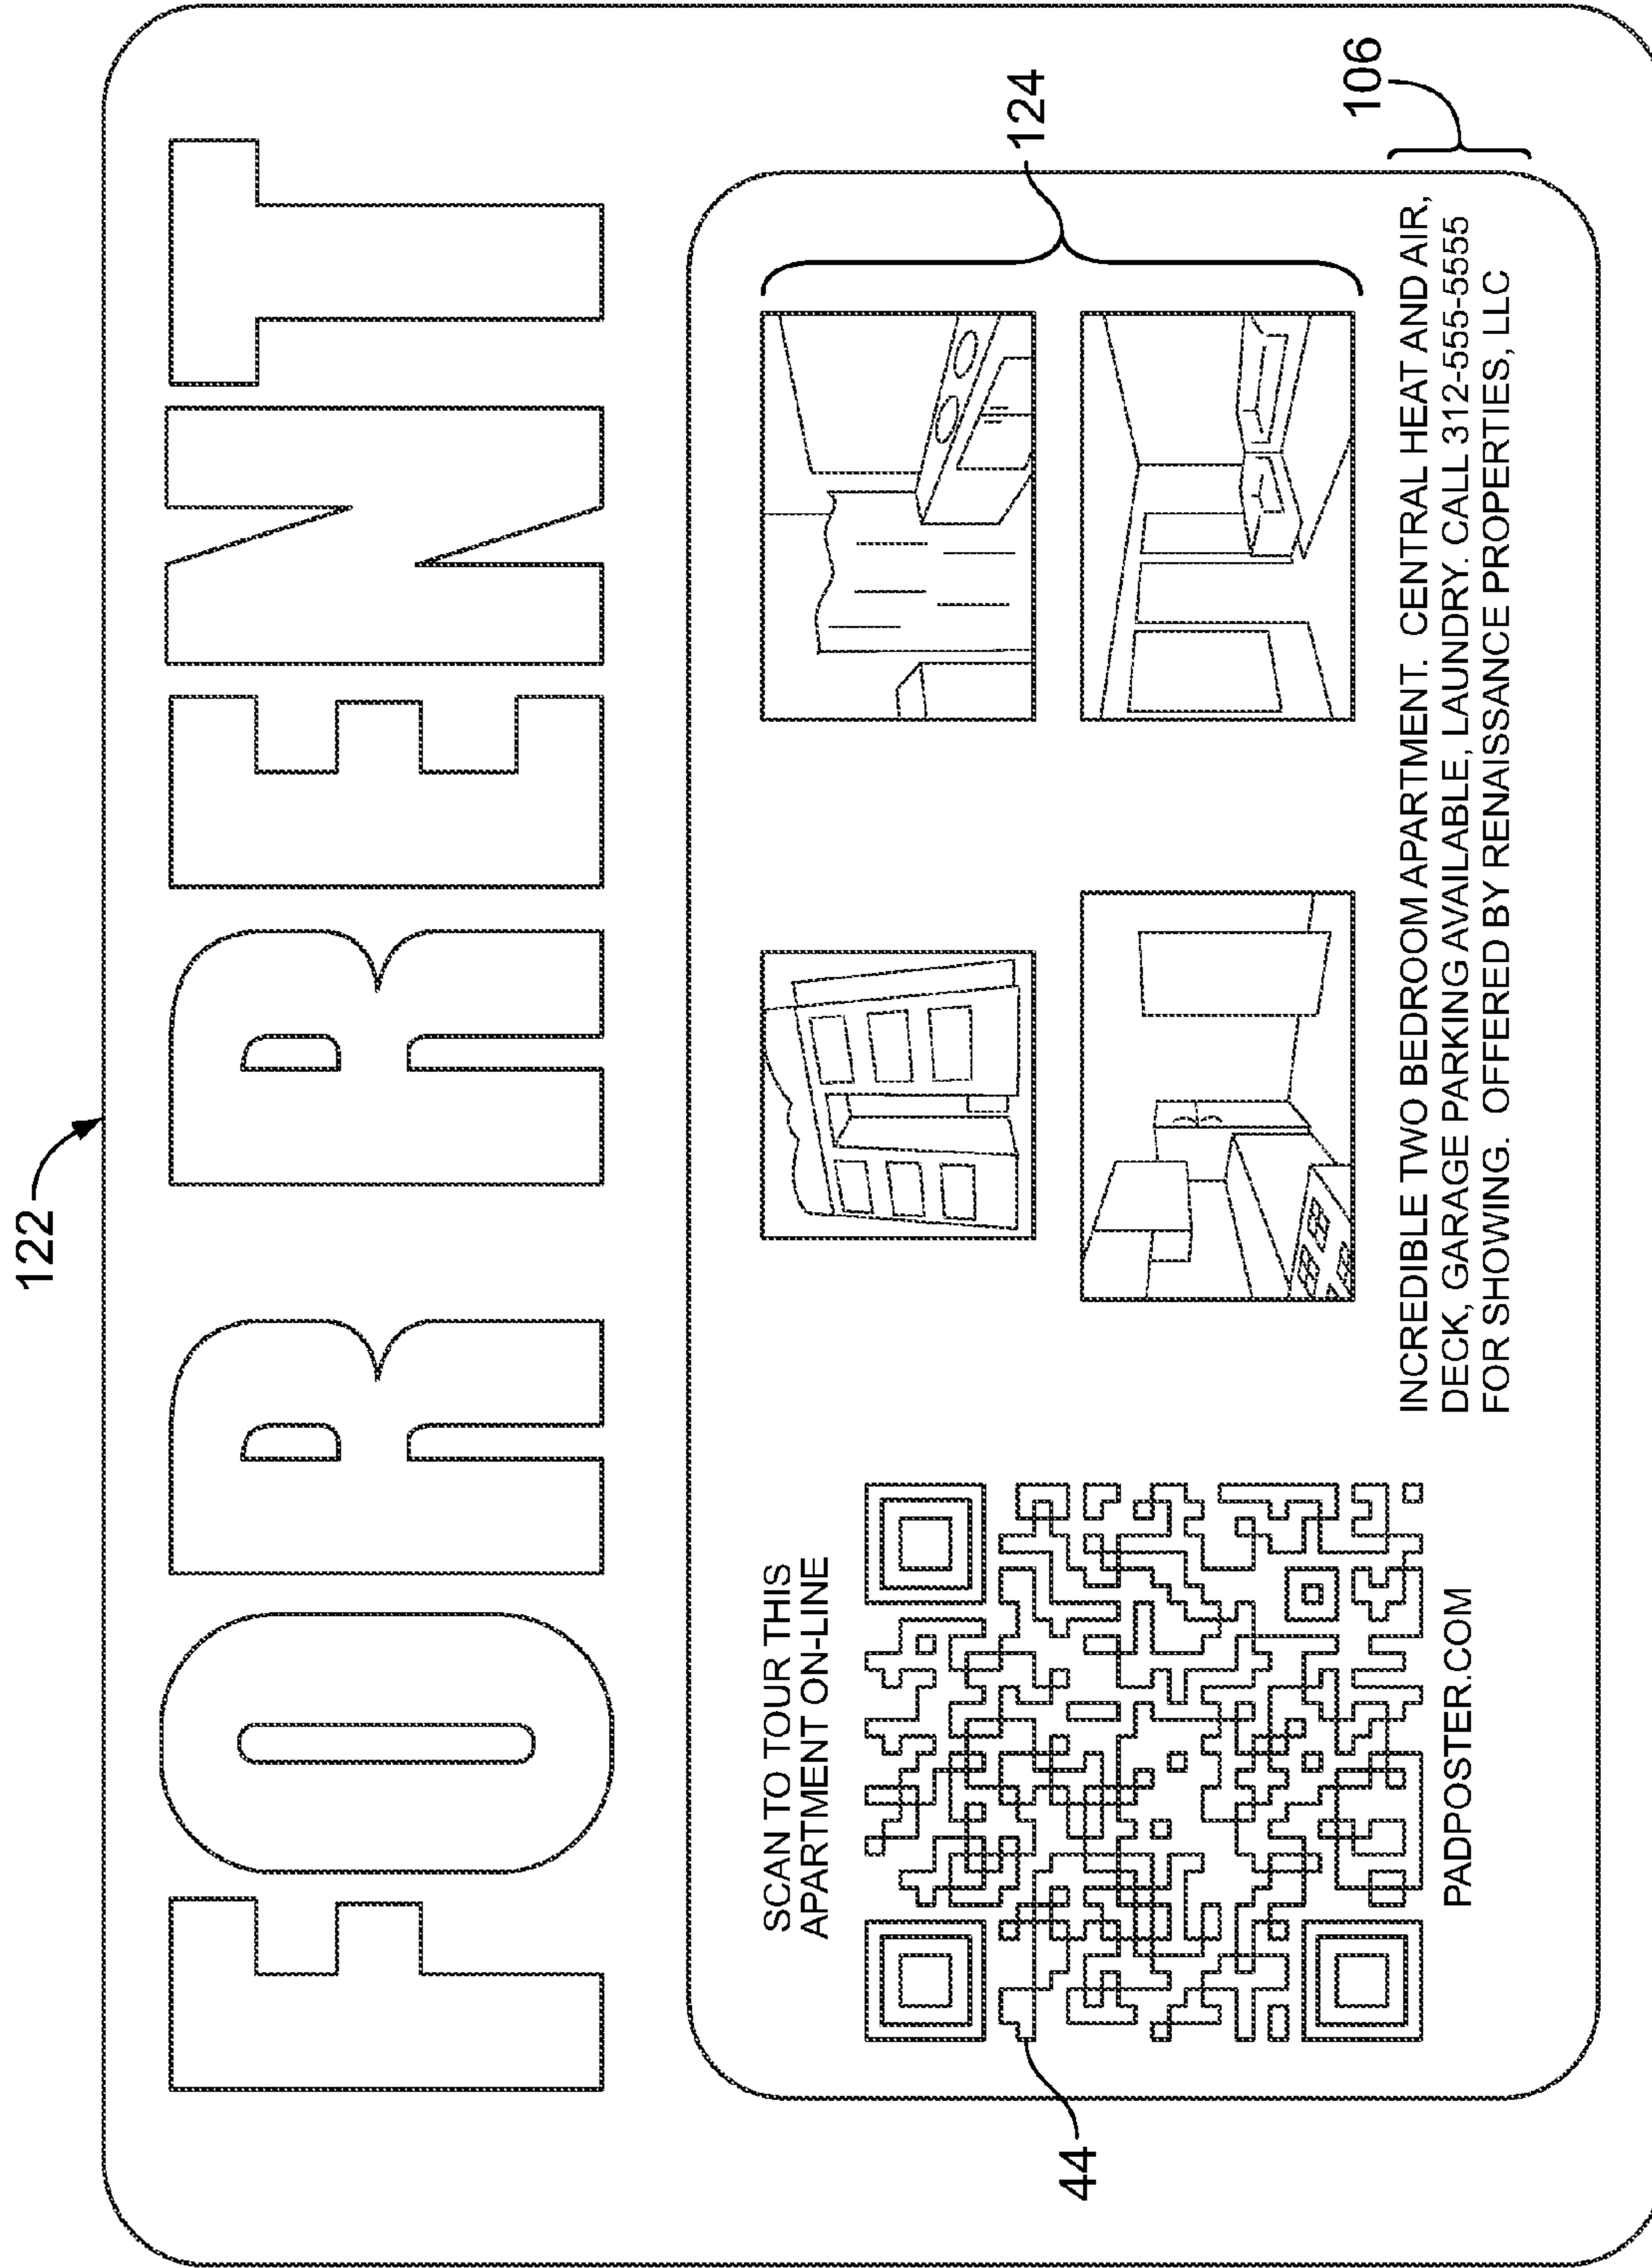 122
FOR RENT
SCAN TO TOUR THIS
APARTMENT ON-LINE
44
PADPOSTER.COM
124
INCREDIBLE TWO BEDROOM APARTMENT. CENTRAL HEAT AND AIR,
DECK, GARAGE PARKING AVAILABLE, LAUNDRY. CALL 312-555-5555
FOR SHOWING. OFFERED BY RENAISSANCE PROPERTIES, LLC
106